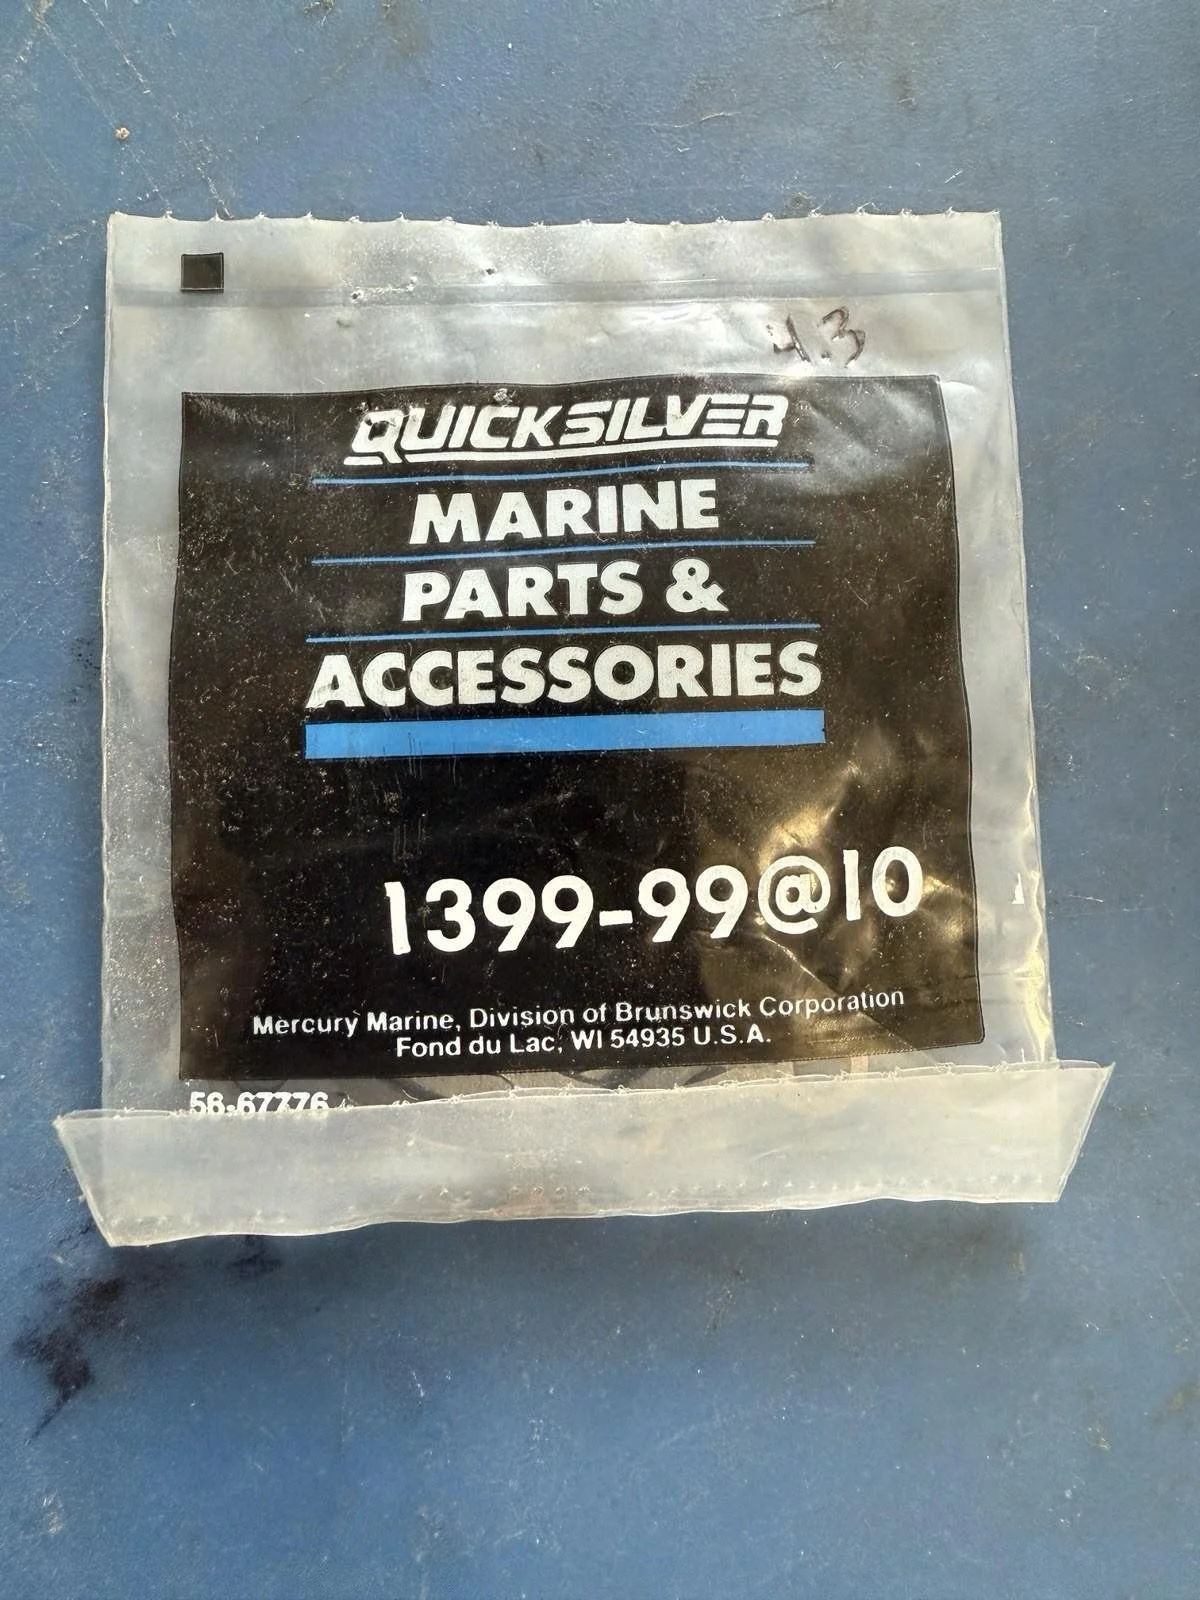 4.3
QUICKSILVER
MARINE
PARTS &
ACCESSORIES
1399-99@10
Mercury Marine, Division of Brunswick Corporation
Fond du Lac, WI 54935 U.S.A.
56-67776